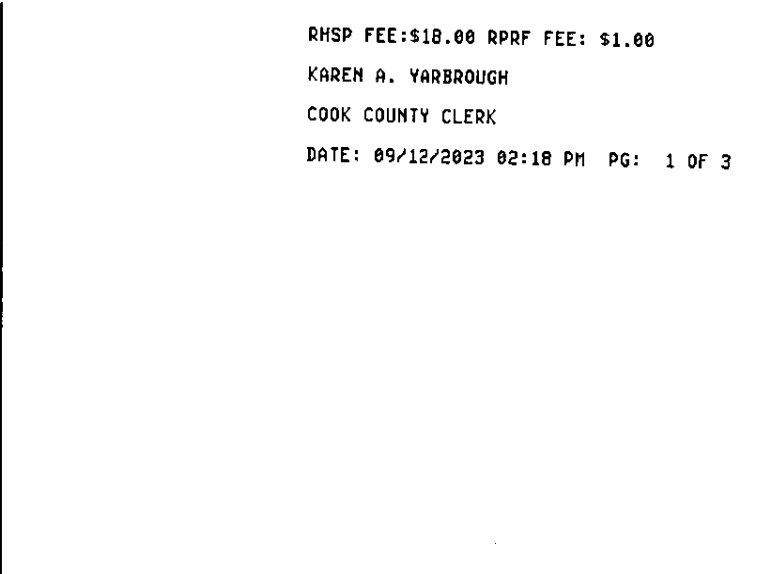 RHSP FEE:$18.00 RPRF FEE: $1.00
KAREN A. YARBROUGH
COOK COUNTY CLERK
DATE: 09/12/2023 02:18 PM PG: 1 OF 3